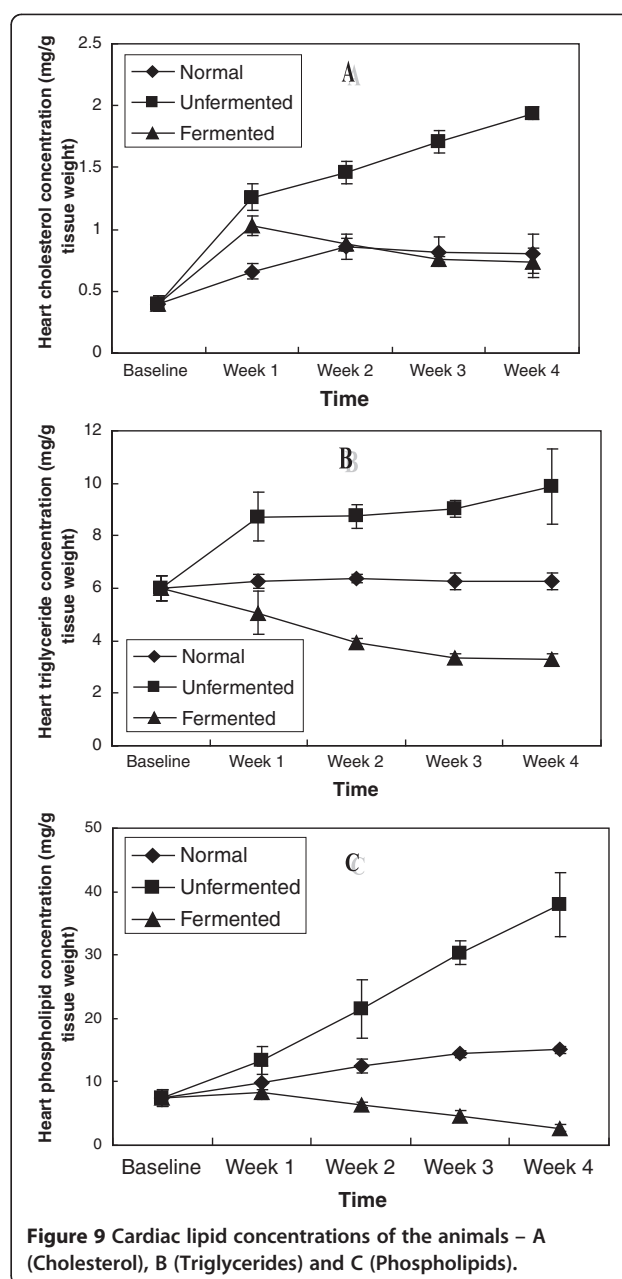 Heart cholesterol concentration (mg/g
tissue weight)
2.5
2
1.5
1
0.5
0
Normal
Unfermented
Fermented
A
Baseline Week 1 Week 2 Week 3 Week 4
Time
Heart triglyceride concentration (mg/g
tissue weight)
12
10
8
6
4
2
0
B
Normal
Unfermented
Fermented
Baseline Week 1 Week 2 Week 3 Week 4
Time
Heart phospholipid concentration (mg/g
tissue weight)
50
40
30
20
10
0
Normal
Unfermented
Fermented
C
Baseline Week 1 Week 2 Week 3 Week 4
Time
Figure 9 Cardiac lipid concentrations of the animals – A
(Cholesterol), B (Triglycerides) and C (Phospholipids).